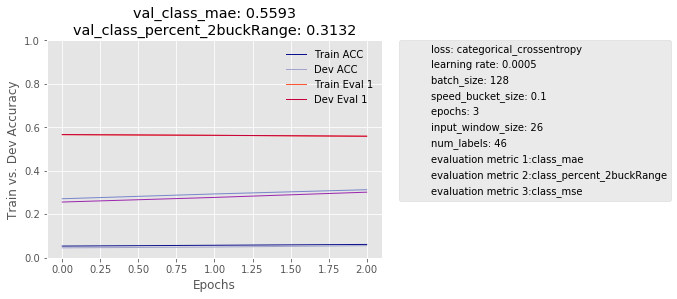 val_class_mae: 0.5593
val_class_percent_2buckRange: 0.3132
Train vs. Dev Accuracy
1.0
0.8
0.6
0.4
0.2
0.0
Train ACC
Dev ACC
Train Eval 1
Dev Eval 1
0.00 0.25 0.50 0.75 1.00 1.25 1.50 1.75 2.00
Epochs
loss: categorical_crossentropy
learning rate: 0.0005
batch_size: 128
speed_bucket_size: 0.1
epochs: 3
input_window_size: 26
num_labels: 46
evaluation metric 1:class_mae
evaluation metric 2:class_percent_2buckRange
evaluation metric 3:class_mse